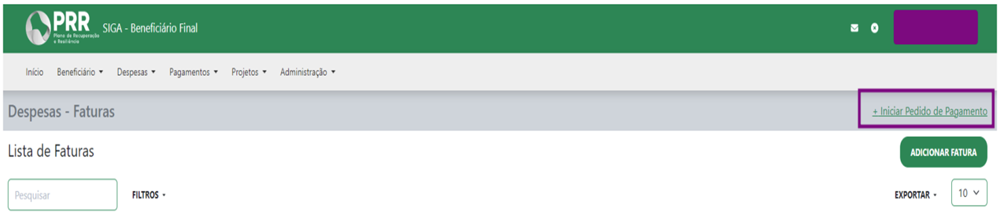 PRR
Plano de Recuperação
e Resiliência
SIGA - Beneficiário Final
Início Beneficiário Despesas Pagamentos Projetos Administração
Despesas - Faturas
+ Iniciar Pedido de Pagamento
Lista de Faturas
ADICIONAR FATURA
Pesquisar
FILTROS
EXPORTAR
10